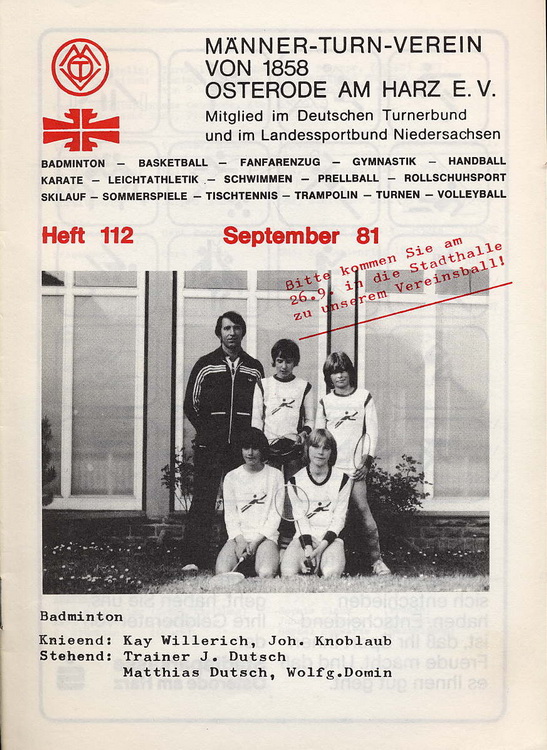 MTV
MÄNNER-TURN-VEREIN
VON 1858
OSTERODE AM HARZ E.V.
Mitglied im Deutschen Turnerbund
und im Landessportbund Niedersachsen
BADMINTON – BASKETBALL – FANFARENZUG – GYMNASTIK – HANDBALL
KARATE – LEICHTATHLETIK – SCHWIMMEN – PRELLBALL – ROLLSCHUHSPORT
SKILAUF – SOMMERSPIELE – TISCHTENNIS – TRAMPOLIN – TURNEN – VOLLEYBALL
Heft 112 September 81
Bitte kommen Sie am
26.9. in die Stadthalle
zu unserem Vereinsball!
Badminton
Knieend: Kay Willerich, Joh. Knoblaub
Stehend: Trainer J. Dutsch
Matthias Dutsch, Wolfg.Domin